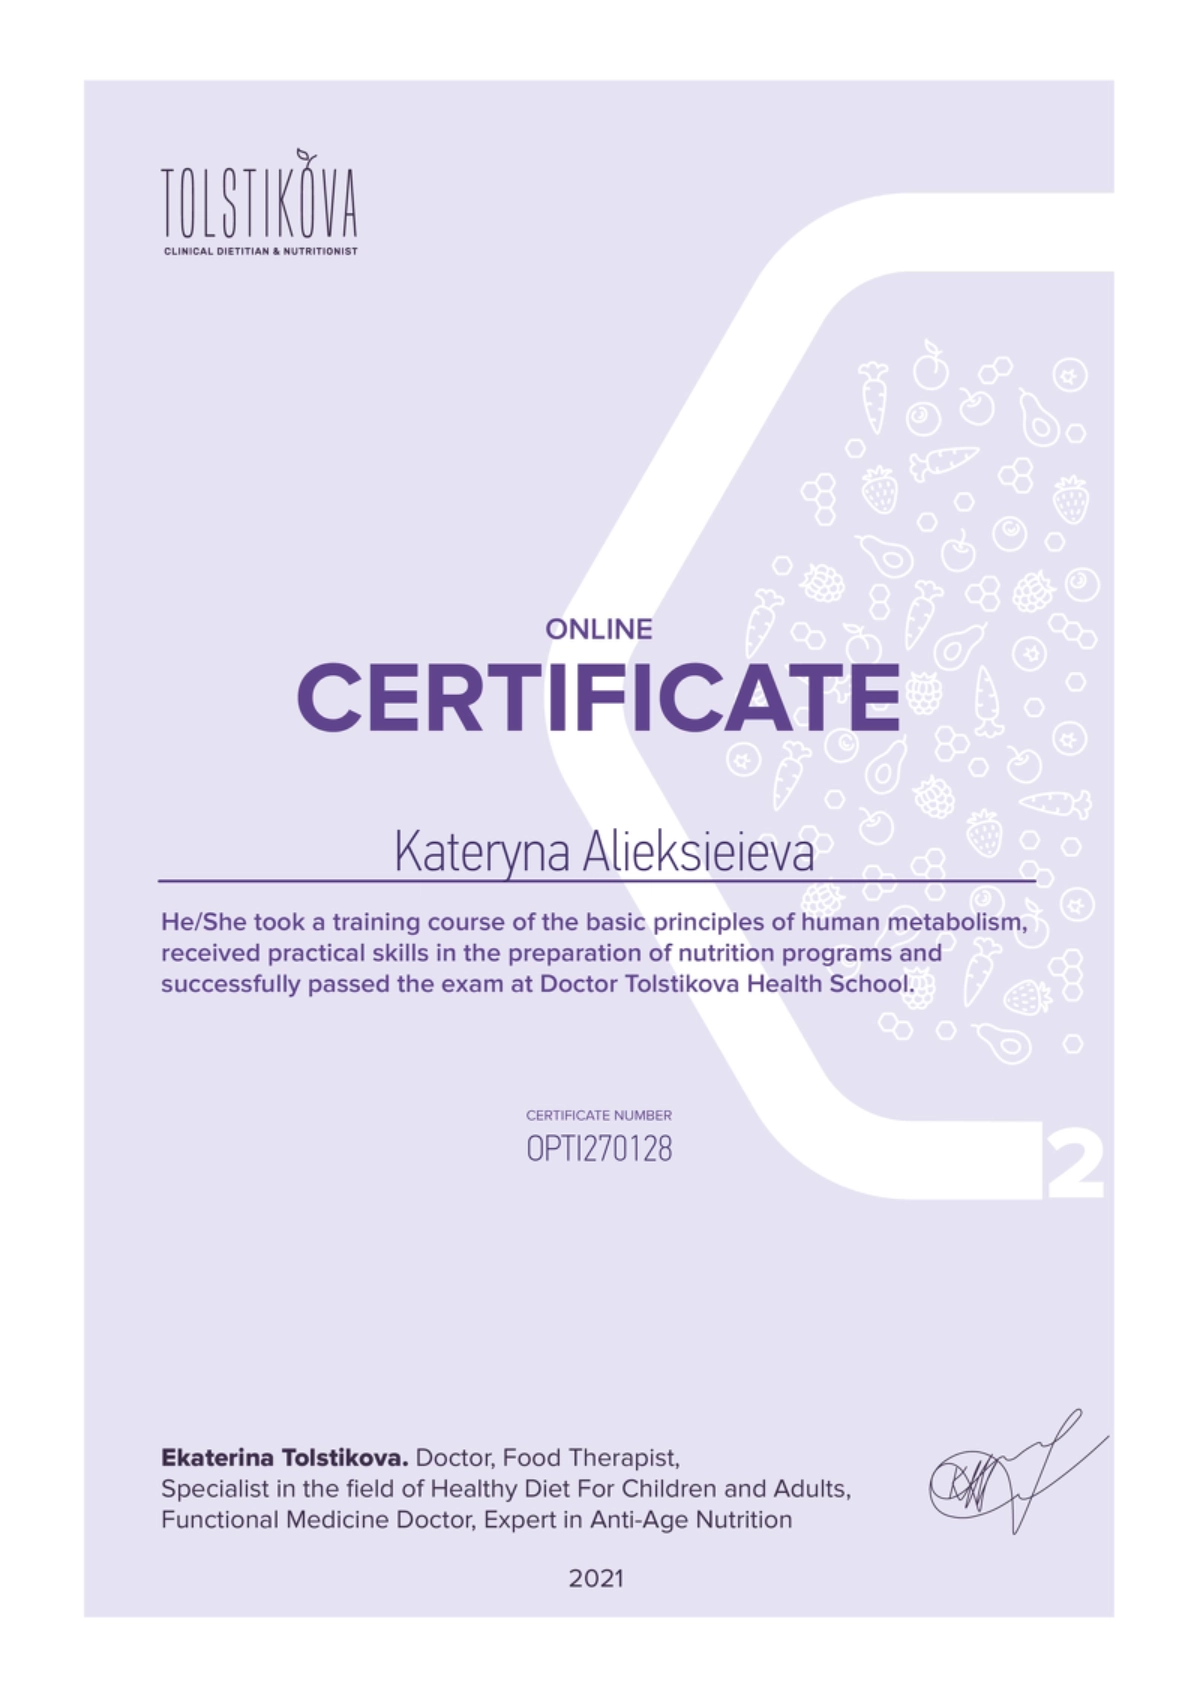 TOLSTIKOVA
CLINICAL DIETITIAN & NUTRITIONIST
ONLINE
CERTIFICATE
Kateryna Alieksieieva
He/She took a training course of the basic principles of human metabolism,
received practical skills in the preparation of nutrition programs and
successfully passed the exam at Doctor Tolstikova Health School.
CERTIFICATE NUMBER
OPTI270128
2
Ekaterina Tolstikova. Doctor, Food Therapist,
Specialist in the field of Healthy Diet For Children and Adults,
Functional Medicine Doctor, Expert in Anti-Age Nutrition
2021